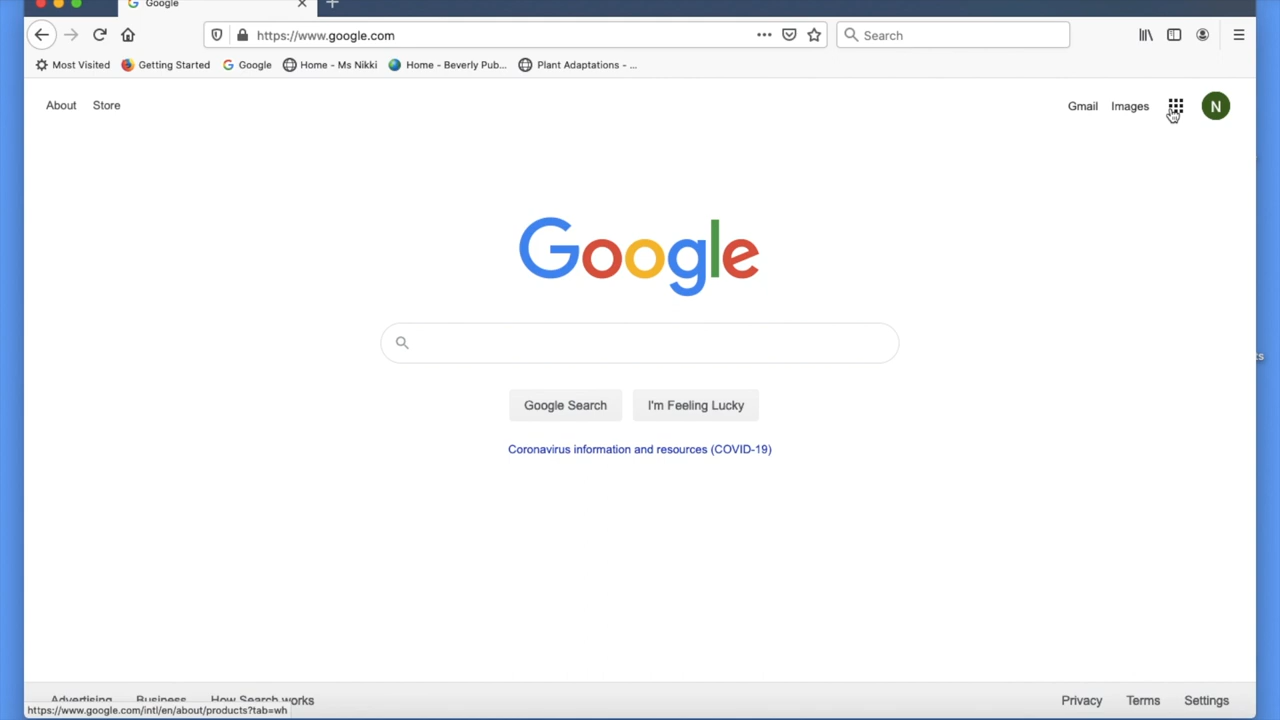 Google
https://www.google.com
Search
Most Visited Getting Started Google Home - Ms Nikki Home - Beverly Pub... Plant Adaptations - ...
About Store
Gmail Images N
Google
Google Search I'm Feeling Lucky
Coronavirus information and resources (COVID-19)
Advertising Business How Search works
Privacy Terms Settings
https://www.google.com/intl/en/about/products?tab=wh